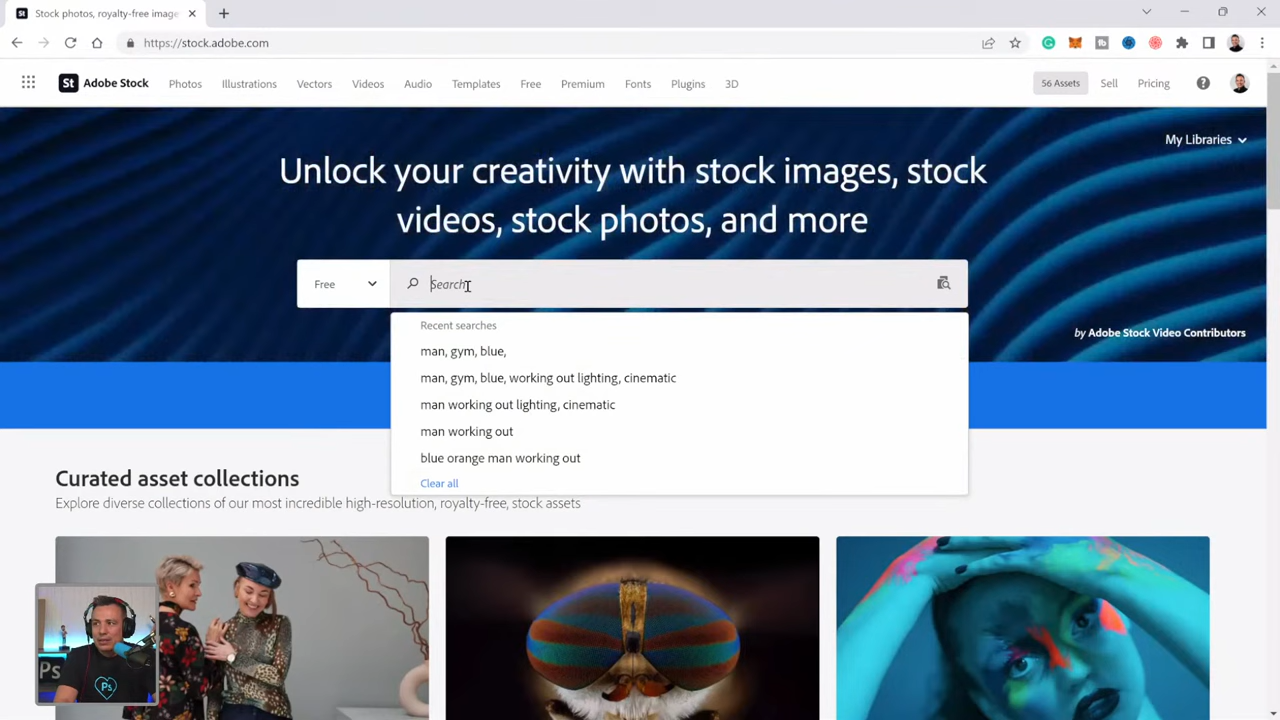 St
Stock photos, royalty-free image
https://stock.adobe.com
St
Adobe Stock
Photos
Illustrations
Vectors
Videos
Audio
Templates
Free
Premium
Fonts
Plugins
3D
56 Assets
Sell
Pricing
?
My Libraries
Unlock your creativity with stock images, stock
videos, stock photos, and more
Free
Search
by Adobe Stock Video Contributors
Recent searches
man, gym, blue,
man, gym, blue, working out lighting, cinematic
man working out lighting, cinematic
man working out
blue orange man working out
Clear all
Curated asset collections
Explore diverse collections of our most incredible high-resolution, royalty-free, stock assets
Ps
Ps